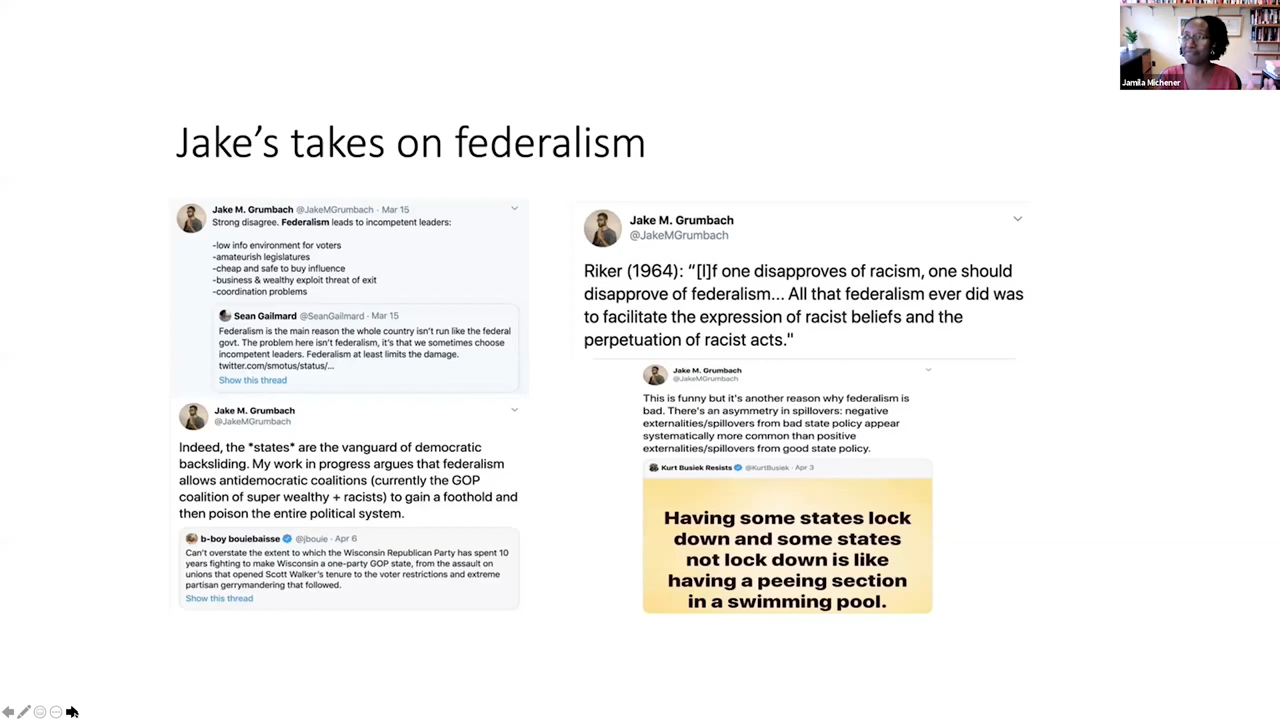 Jamila Michener
Jake's takes on federalism
Jake M. Grumbach @JakeMGrumbach · Mar 15
Strong disagree. Federalism leads to incompetent leaders:
-low info environment for voters
-amateurish legislatures
-cheap and safe to buy influence
-business & wealthy exploit threat of exit
-coordination problems
Sean Gailmard @SeanGailmard · Mar 15
Federalism is the main reason the whole country isn't run like the federal
govt. The problem here isn't federalism, it's that we sometimes choose
incompetent leaders. Federalism at least limits the damage.
twitter.com/smotus/status/...
Show this thread
Jake M. Grumbach
@JakeMGrumbach
Indeed, the *states* are the vanguard of democratic
backsliding. My work in progress argues that federalism
allows antidemocratic coalitions (currently the GOP
coalition of super wealthy + racists) to gain a foothold and
then poison the entire political system.
b-boy bouiebaisse @jbouie · Apr 6
Can't overstate the extent to which the Wisconsin Republican Party has spent 10
years fighting to make Wisconsin a one-party GOP state, from the assault on
unions that opened Scott Walker's tenure to the voter restrictions and extreme
partisan gerrymandering that followed.
Show this thread
Jake M. Grumbach
@JakeMGrumbach
Riker (1964): "[I]f one disapproves of racism, one should
disapprove of federalism... All that federalism ever did was
to facilitate the expression of racist beliefs and the
perpetuation of racist acts."
Jake M. Grumbach
@JakeMGrumbach
This is funny but it's another reason why federalism is
bad. There's an asymmetry in spillovers: negative
externalities/spillovers from bad state policy appear
systematically more common than positive
externalities/spillovers from good state policy.
Kurt Busiek Resists @KurtBusiek · Apr 3
Having some states lock
down and some states
not lock down is like
having a peeing section
in a swimming pool.